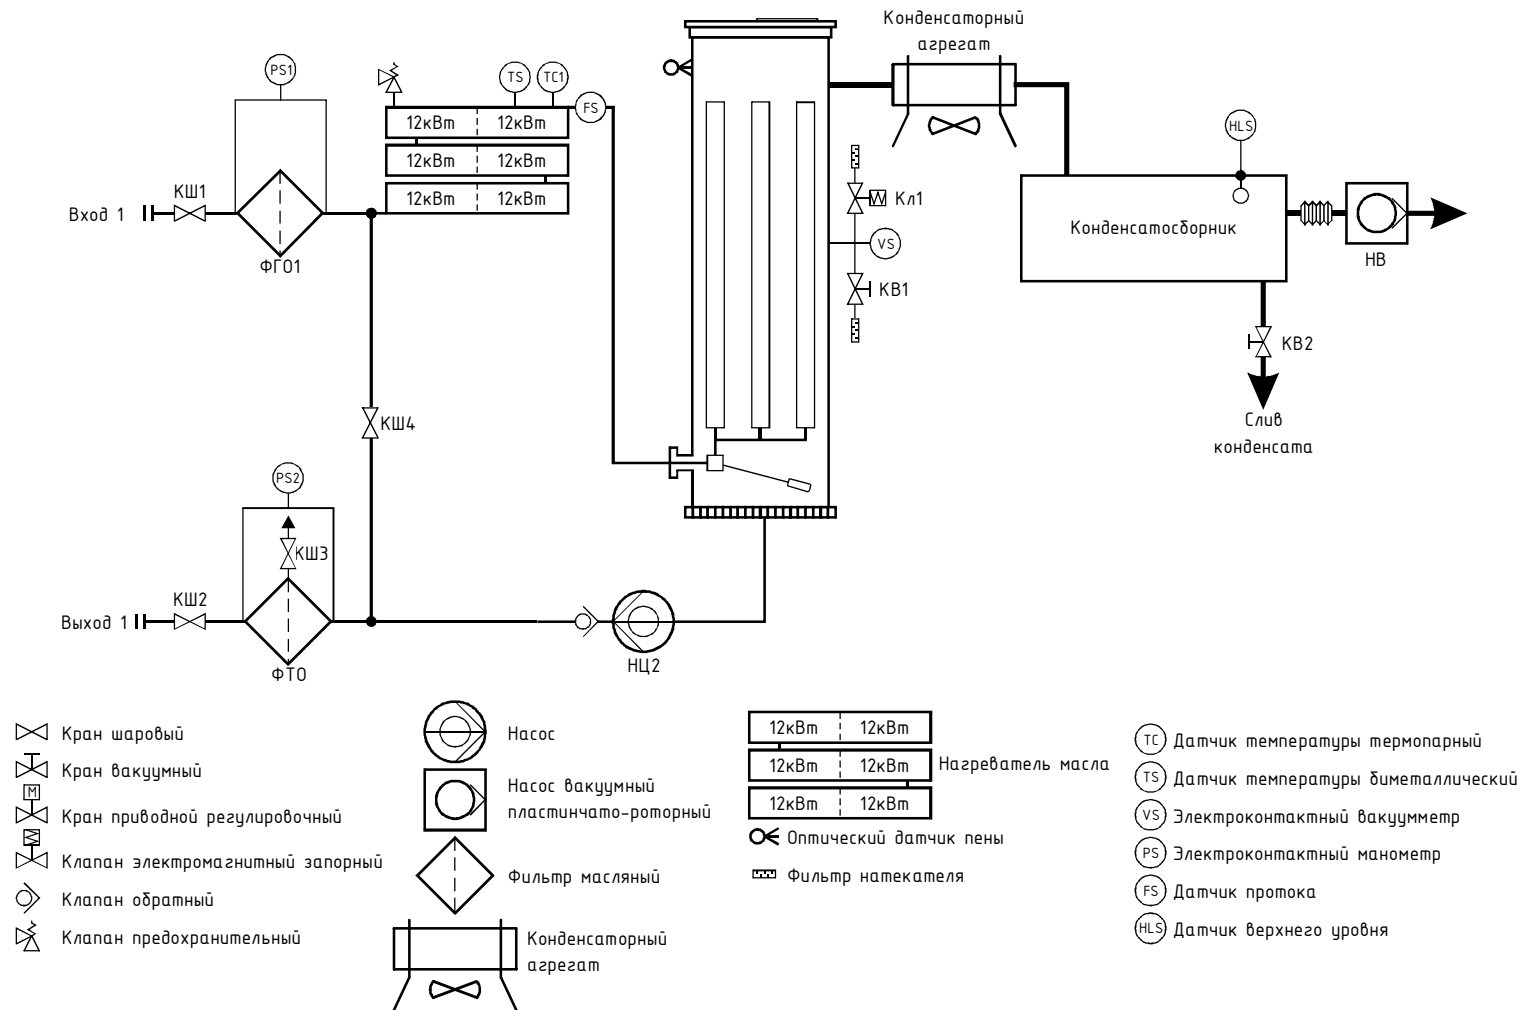 Конденсаторный
агрегат
PS1
TS
TC1
FS
12кВт 12кВт
12кВт 12кВт
12кВт 12кВт
HLS
КШ1
Вход 1
ФГО1
Кл1
VS
КВ1
Конденсатосборник
НВ
КВ2
Слив
конденсата
КШ4
PS2
КШ3
КШ2
Выход 1
ФТО
НЦ2
Кран шаровый
Кран вакуумный
M
Кран приводной регулировочный
Клапан электромагнитный запорный
Клапан обратный
Клапан предохранительный
Насос
Насос вакуумный
пластинчато-роторный
Фильтр масляный
Конденсаторный
агрегат
12кВт 12кВт
12кВт 12кВт
12кВт 12кВт
Нагреватель масла
Оптический датчик пены
Фильтр натекателя
TC Датчик температуры термопарный
TS Датчик температуры биметаллический
VS Электроконтактный вакуумметр
PS Электроконтактный манометр
FS Датчик протока
HLS Датчик верхнего уровня